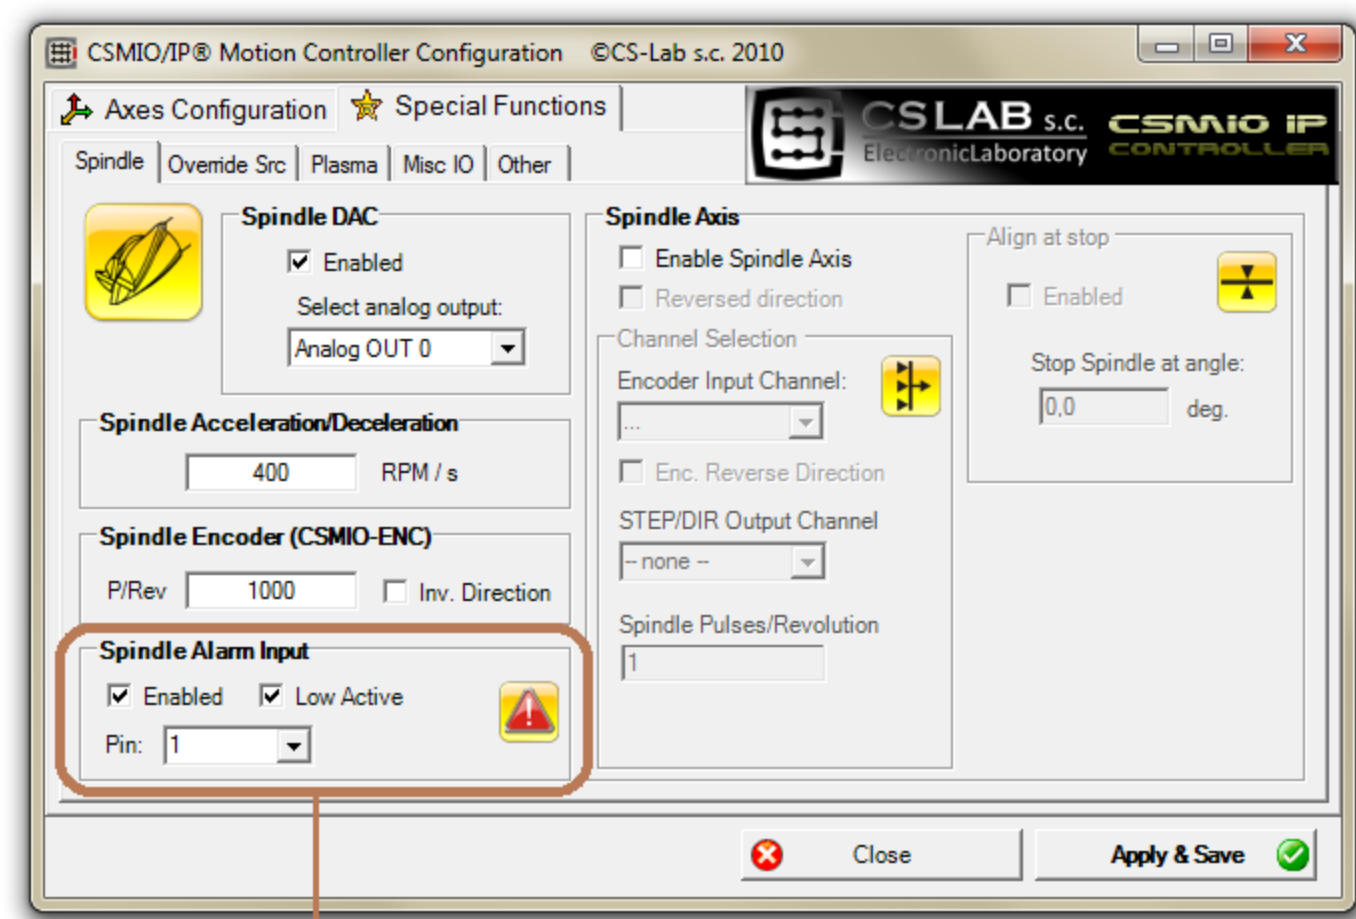 CSMIO/IP® Motion Controller Configuration ©CS-Lab s.c. 2010
Axes Configuration
Special Functions
CSLAB s.c.
ElectronicLaboratory
CSMIO IP
CONTROLLER
Spindle
Override Src
Plasma
Misc IO
Other
Spindle DAC
Enabled
Select analog output:
Analog OUT 0
Spindle Acceleration/Deceleration
400 RPM / s
Spindle Encoder (CSMIO-ENC)
P/Rev 1000 Inv. Direction
Spindle Alarm Input
Enabled Low Active
Pin: 1
Spindle Axis
Enable Spindle Axis
Reversed direction
Channel Selection
Encoder Input Channel:
...
Enc. Reverse Direction
STEP/DIR Output Channel
-- none --
Spindle Pulses/Revolution
1
Align at stop
Enabled
Stop Spindle at angle:
0,0 deg.
Close
Apply & Save